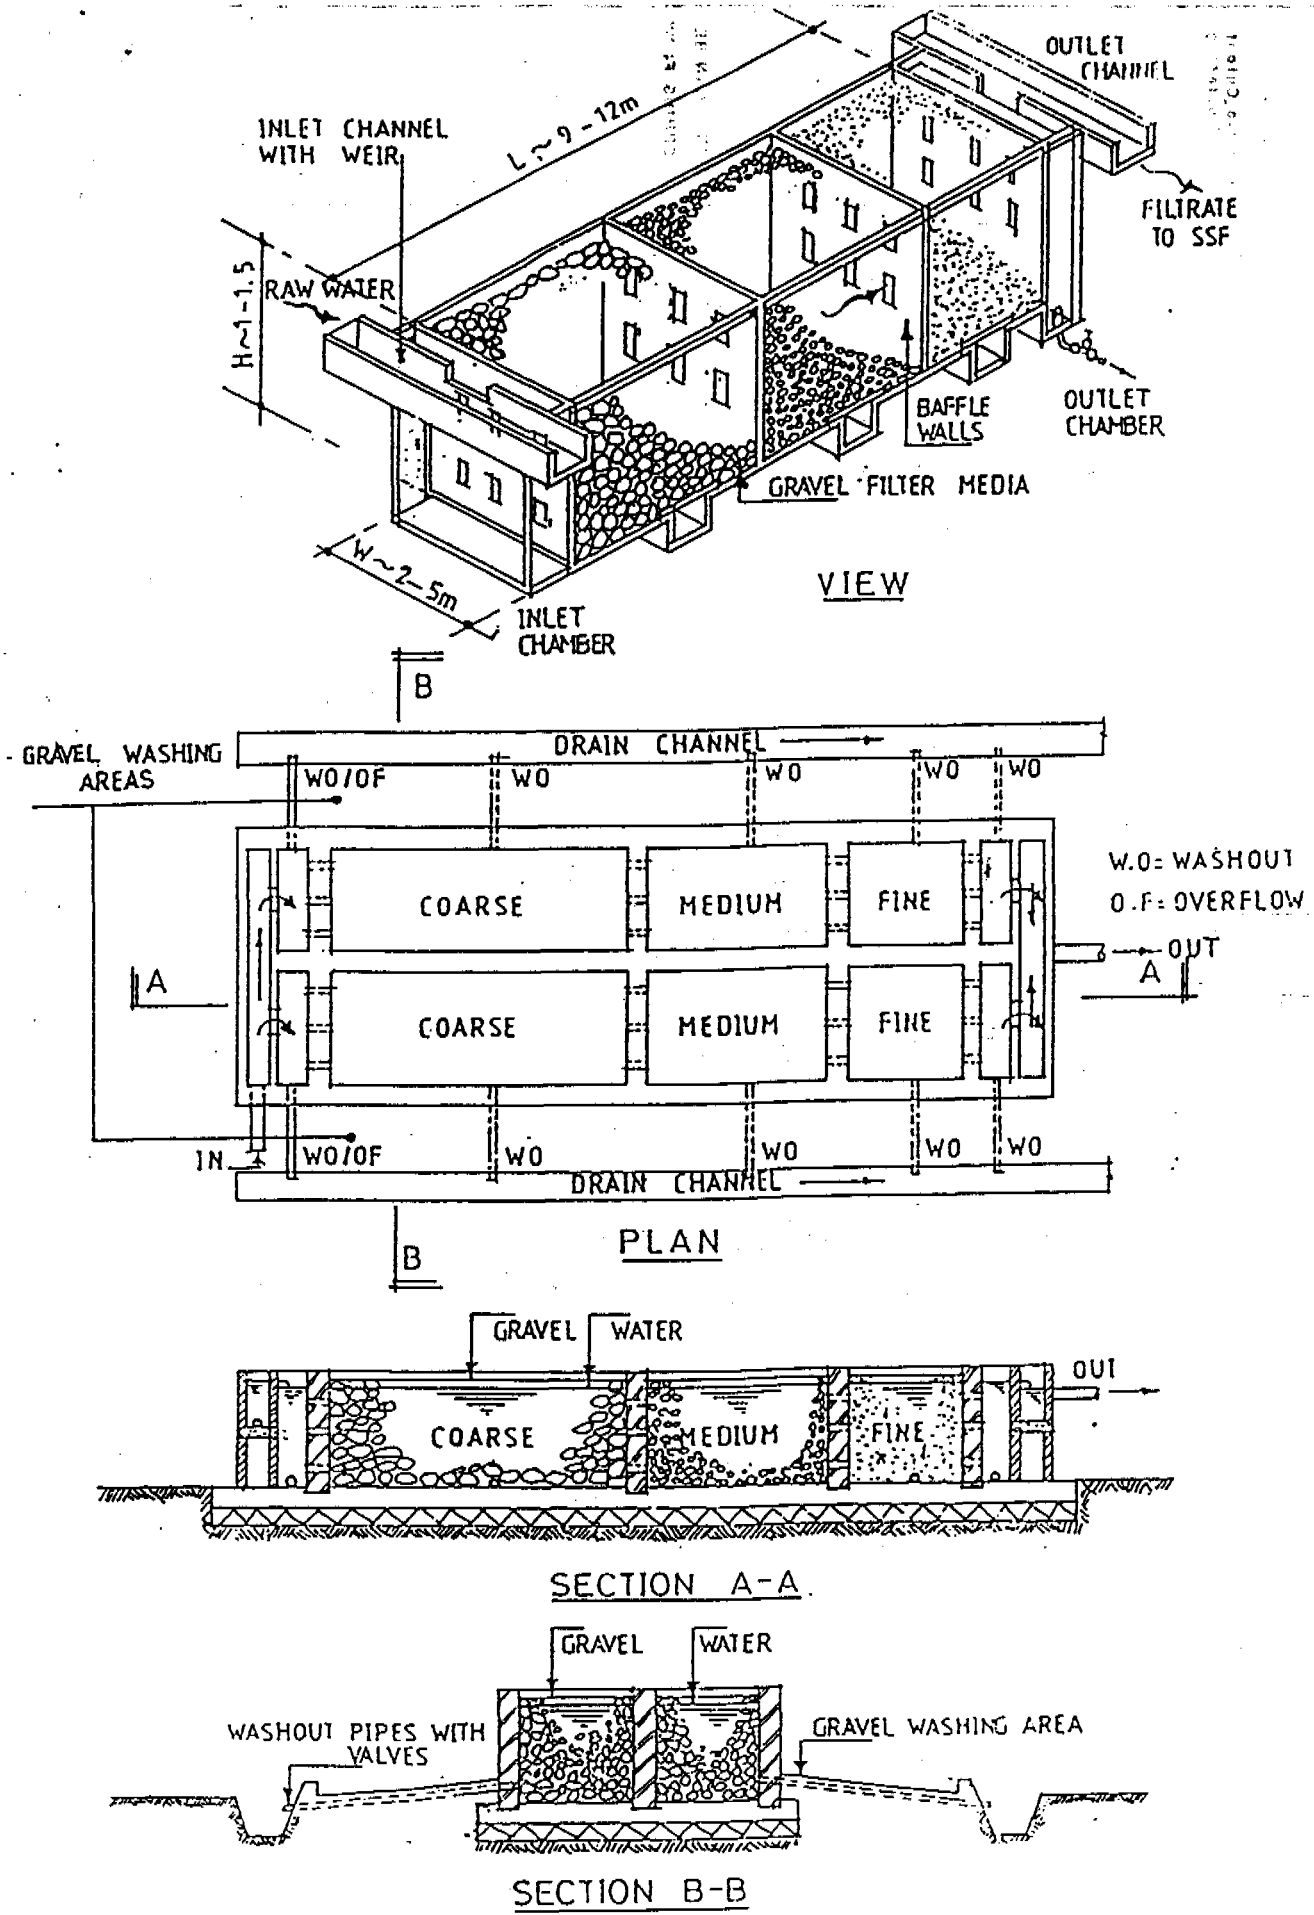 OUTLET
CHANNEL
INLET CHANNEL
WITH WEIR
L ~ 9 - 12m
FILTRATE
TO SSF
H~1-1.5
RAW WATER
BAFFLE
WALLS
OUTLET
CHAMBER
GRAVEL FILTER MEDIA
W~2-5m
VIEW
INLET
CHAMBER
B
DRAIN CHANNEL
GRAVEL WASHING
AREAS
WO/OF
WO
WO
WO
WO
W.O= WASHOUT
O.F= OVERFLOW
COARSE
MEDIUM
FINE
OUT
A
A
COARSE
MEDIUM
FINE
IN
WO/OF
WO
WO
WO
WO
DRAIN CHANNEL
PLAN
B
GRAVEL
WATER
OUT
COARSE
MEDIUM
FINE
SECTION A-A.
GRAVEL
WATER
WASHOUT PIPES WITH
VALVES
GRAVEL WASHING AREA
SECTION B-B